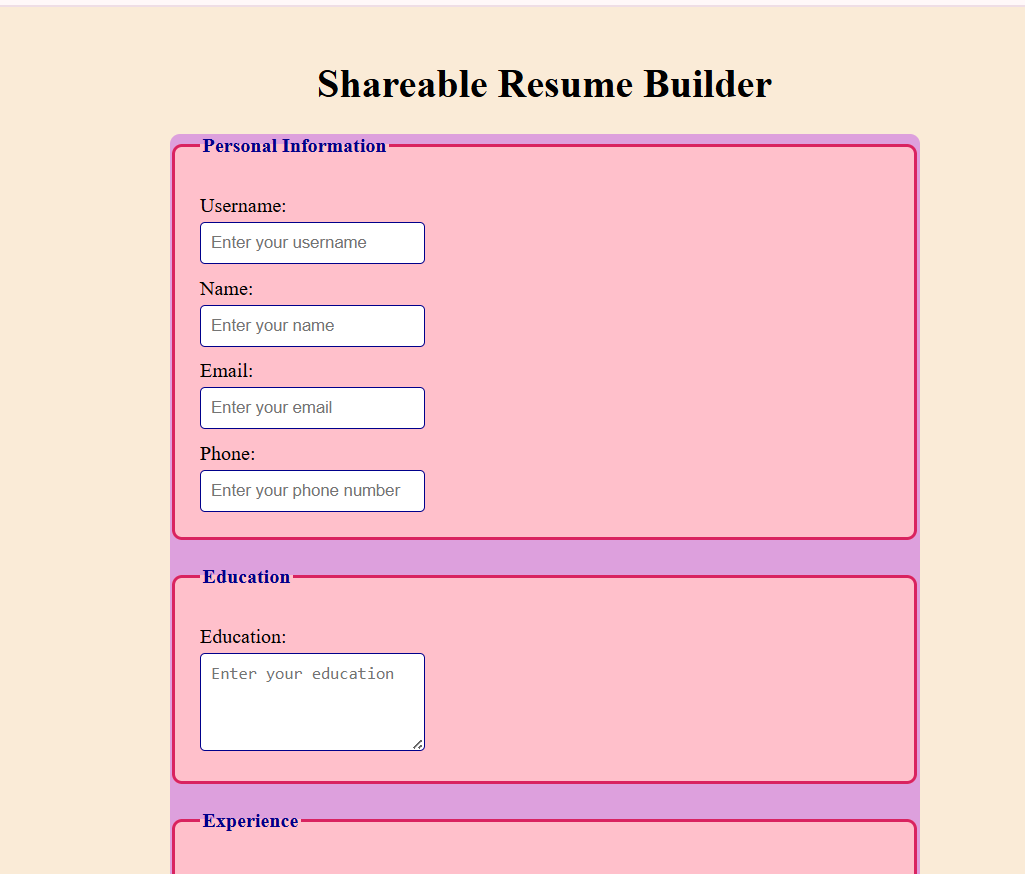 Shareable Resume Builder
Personal Information
Username:
Enter your username
Name:
Enter your name
Email:
Enter your email
Phone:
Enter your phone number
Education
Education:
Enter your education
Experience